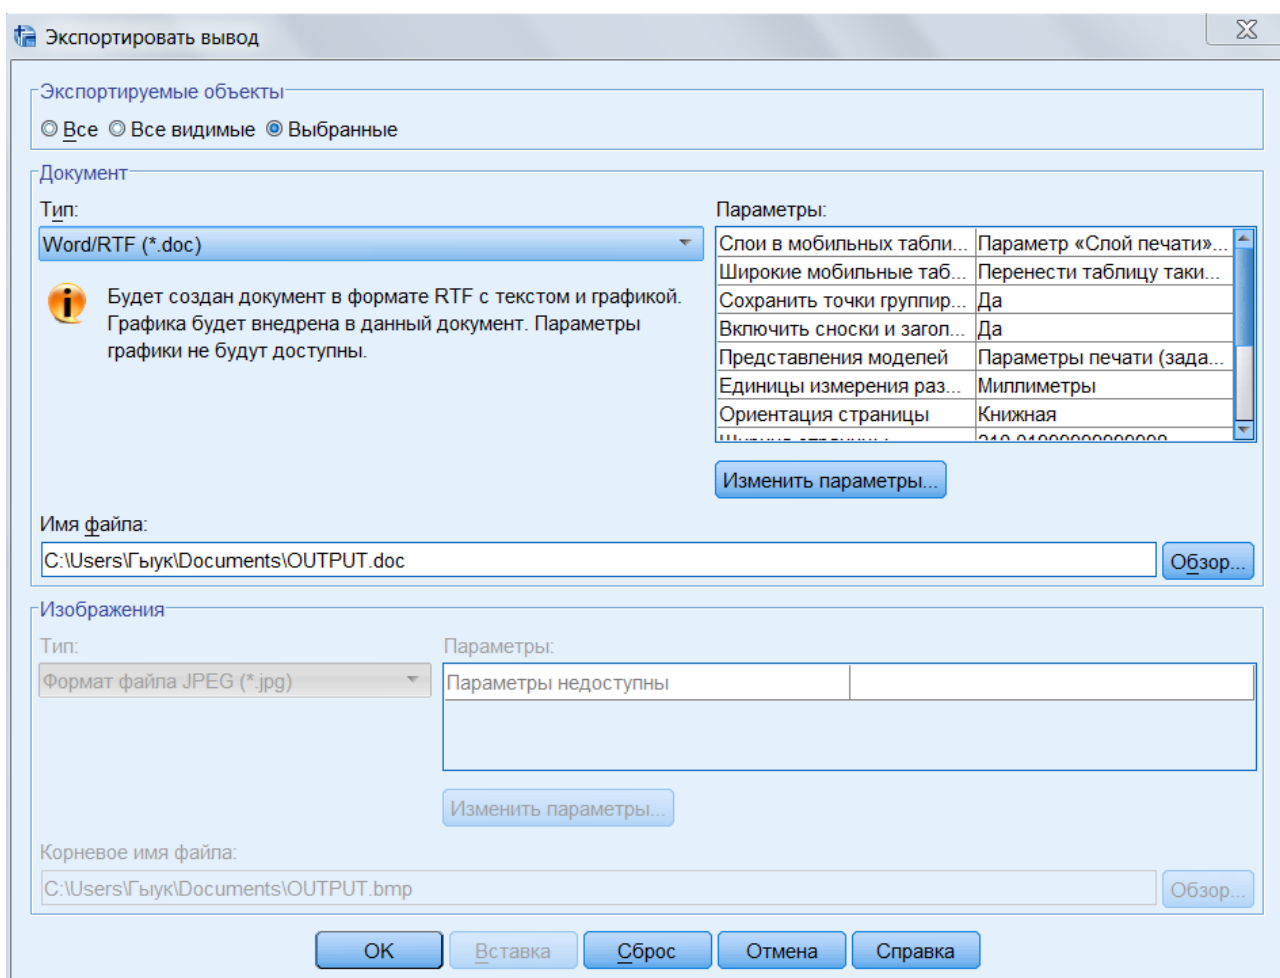 Экспортировать вывод
Экспортируемые объекты
Все Все видимые Выбранные
Документ
Тип:
Word/RTF (*.doc)
Будет создан документ в формате RTF с текстом и графикой.
Графика будет внедрена в данный документ. Параметры
графики не будут доступны.
Параметры:
Слои в мобильных табли... Параметр «Слой печати»...
Широкие мобильные таб... Перенести таблицу таки...
Сохранить точки группир... Да
Включить сноски и загол... Да
Представления моделей Параметры печати (зада...
Единицы измерения раз... Миллиметры
Ориентация страницы Книжная
Изменить параметры...
Имя файла:
C:\Users\Гыук\Documents\OUTPUT.doc
Обзор...
Изображения
Тип:
Формат файла JPEG (*.jpg)
Параметры:
Параметры недоступны
Изменить параметры...
Корневое имя файла:
C:\Users\Гыук\Documents\OUTPUT.bmp
Обзор...
OK Вставка Сброс Отмена Справка